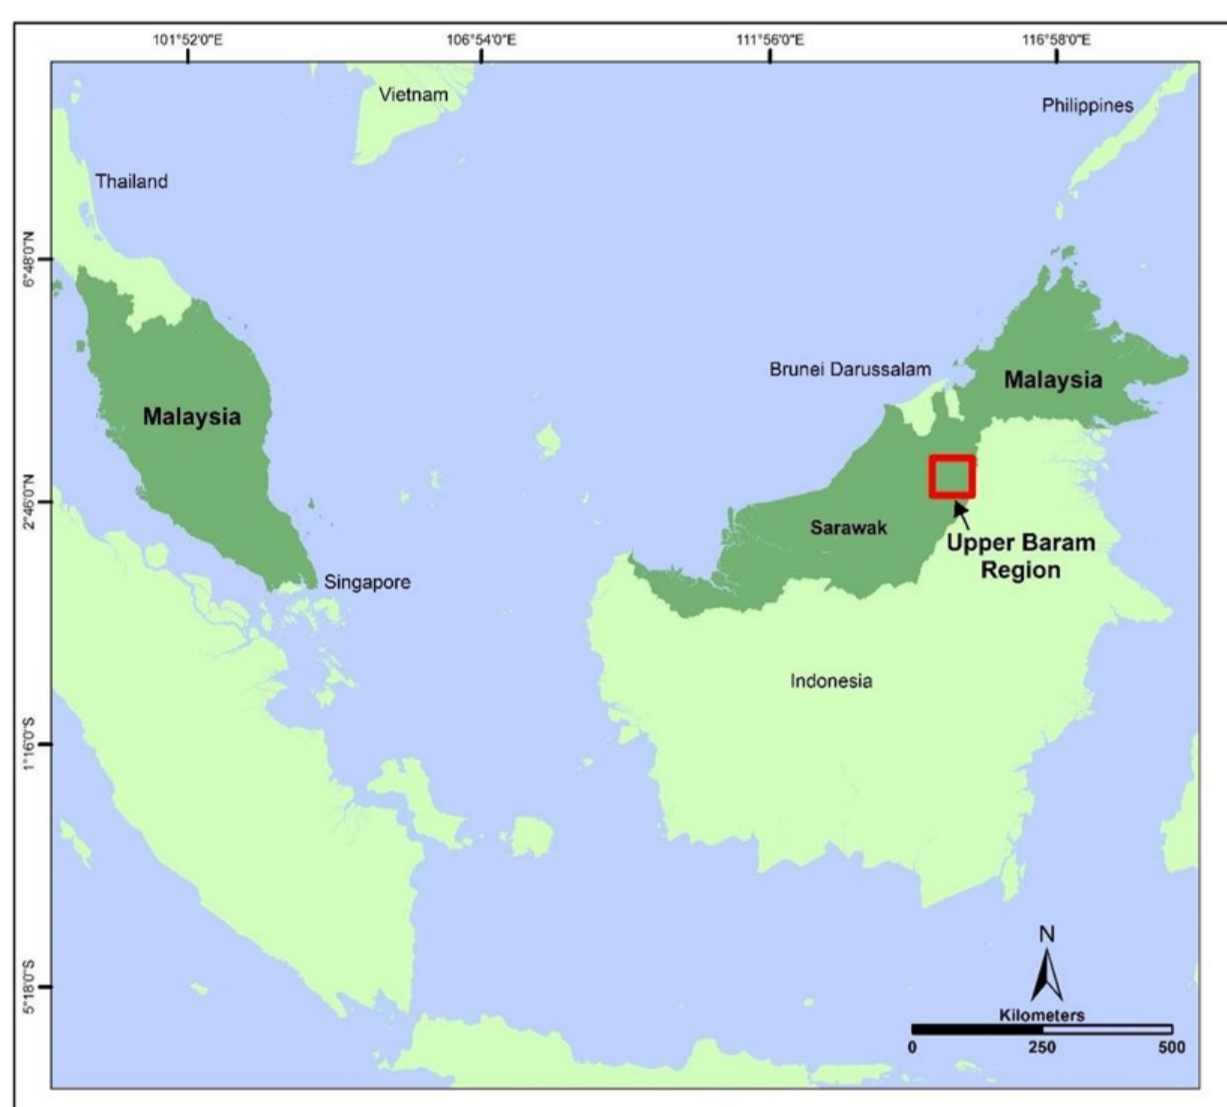 101°52'0"E
106°54'0"E
111°56'0"E
116°58'0"E
Vietnam
Philippines
Thailand
6°48'0"N
Brunei Darussalam
Malaysia
Malaysia
2°46'0"N
Sarawak
Upper Baram
Region
Singapore
Indonesia
1°16'0"S
N
5°18'0"S
Kilometers
0
250
500